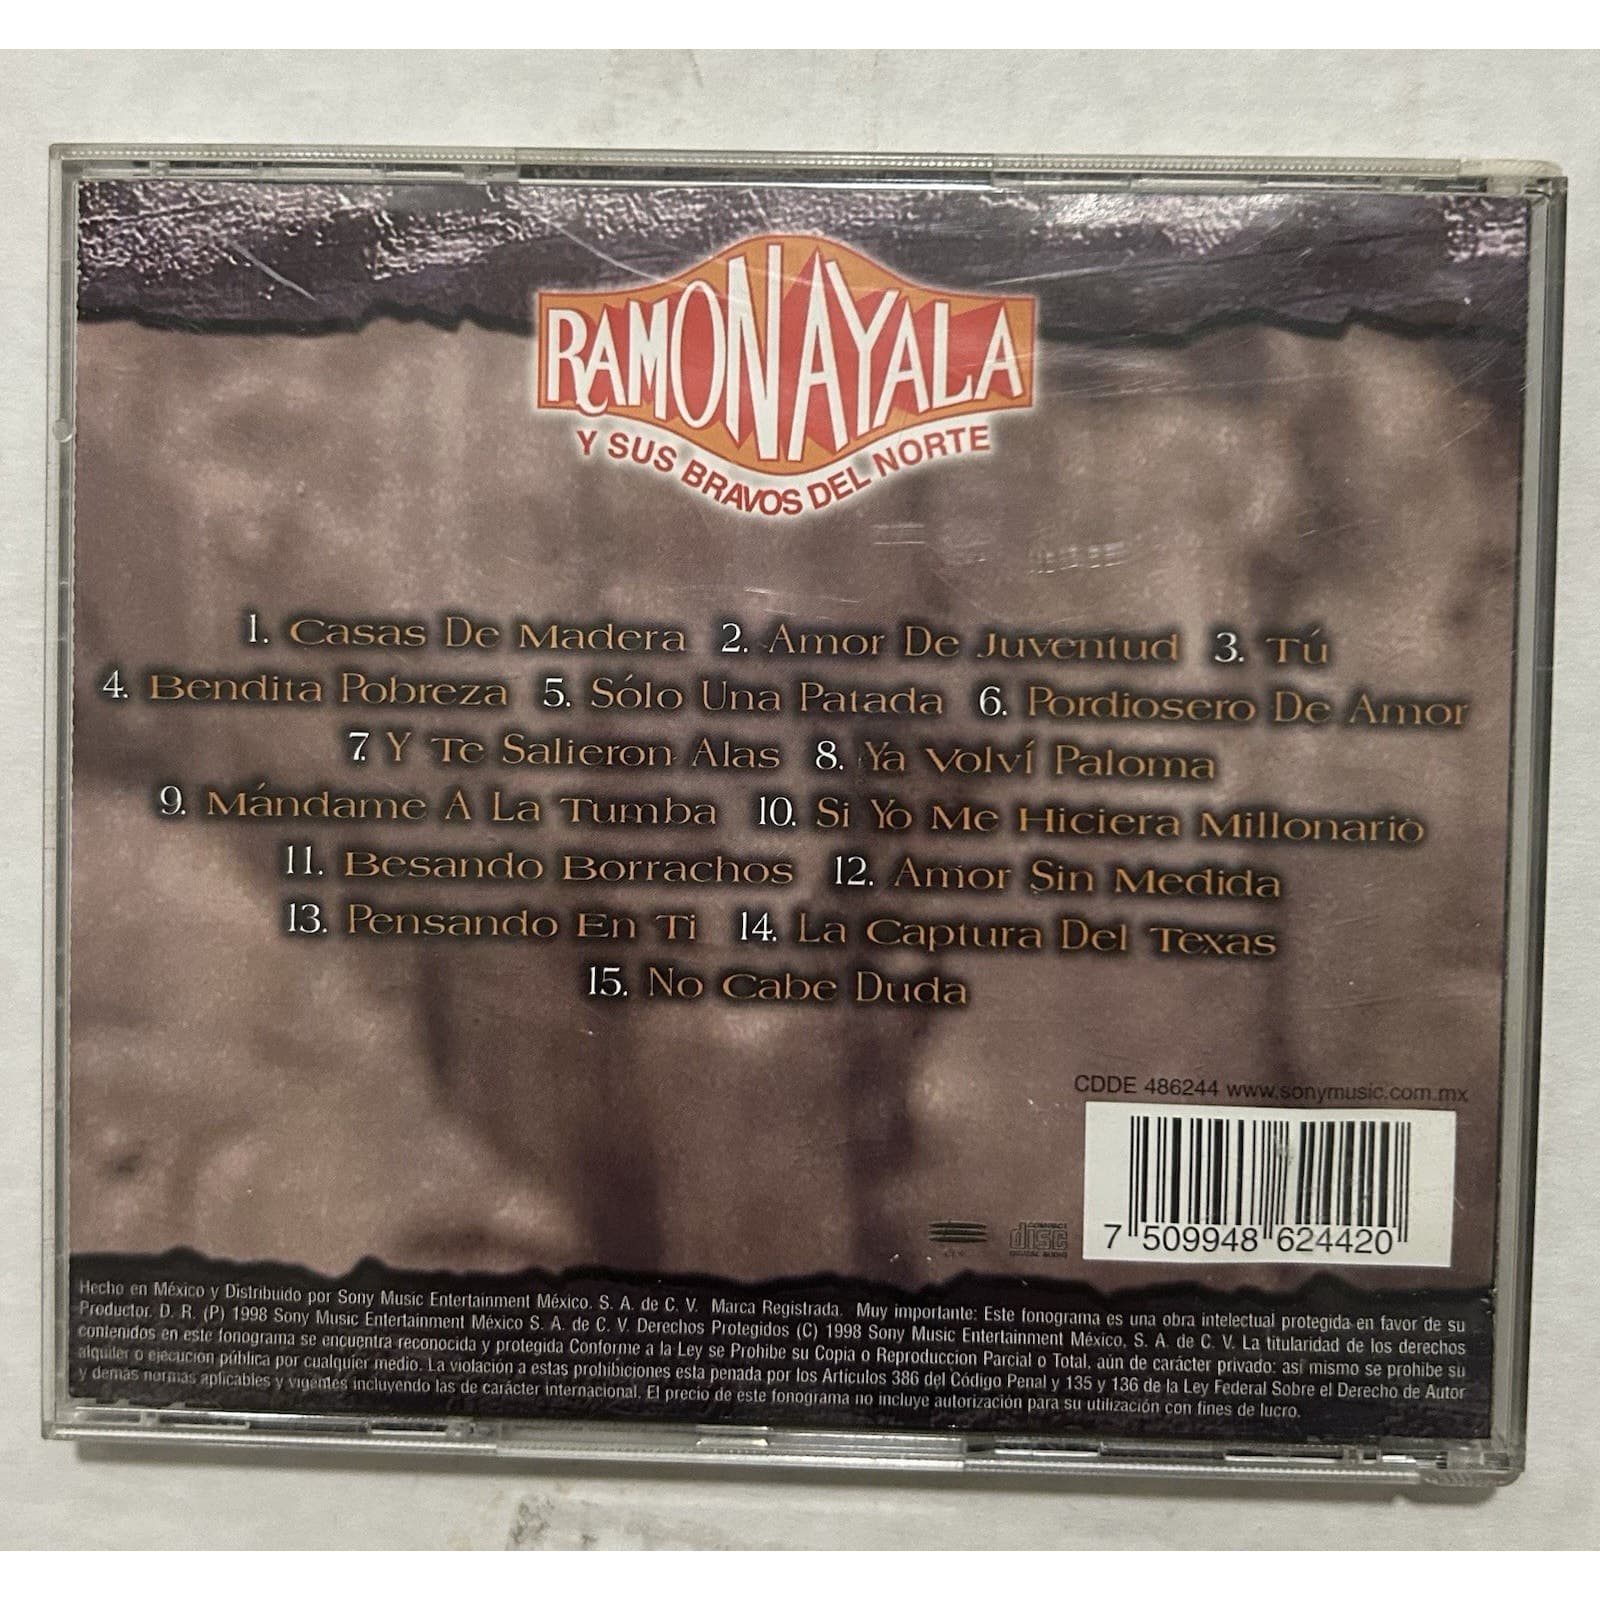 RAMON AYALA
Y SUS BRAVOS DEL NORTE
1. Casas De Madera 2. Amor De Juventud 3. Tú
4. Bendita Pobreza 5. Sólo Una Patada 6. Pordiosero De Amor
7. Y Te Salieron Alas 8. Ya Volví Paloma
9. Mándame A La Tumba 10. Si Yo Me Hiciera Millonario
11. Besando Borrachos 12. Amor Sin Medida
13. Pensando En Ti 14. La Captura Del Texas
15. No Cabe Duda
CDDE 486244 www.sonymusic.com.mx
COMPACT
disc
DIGITAL AUDIO
7 509948 624420
Hecho en México y Distribuido por Sony Music Entertainment México. S. A. de C. V. Marca Registrada. Muy importante: Este fonograma es una obra intelectual protegida en favor de su
Productor. D. R. (P) 1998 Sony Music Entertainment México S. A. de C. V. Derechos Protegidos (C) 1998 Sony Music Entertainment México, S. A. de C. V. La titularidad de los derechos
contenidos en este fonograma se encuentra reconocida y protegida Conforme a la Ley se Prohibe su Copia o Reproduccion Parcial o Total, aún de carácter privado: así mismo se prohibe su
alquiler o ejecucion pública por cualquier medio. La violación a estas prohibiciones esta penada por los Articulos 386 del Código Penal y 135 y 136 de la Ley Federal Sobre el Derecho de Autor
y demás normas aplicables y vigentes incluyendo las de carácter internacional. El precio de este fonograma no incluye autorización para su utilización con fines de lucro.